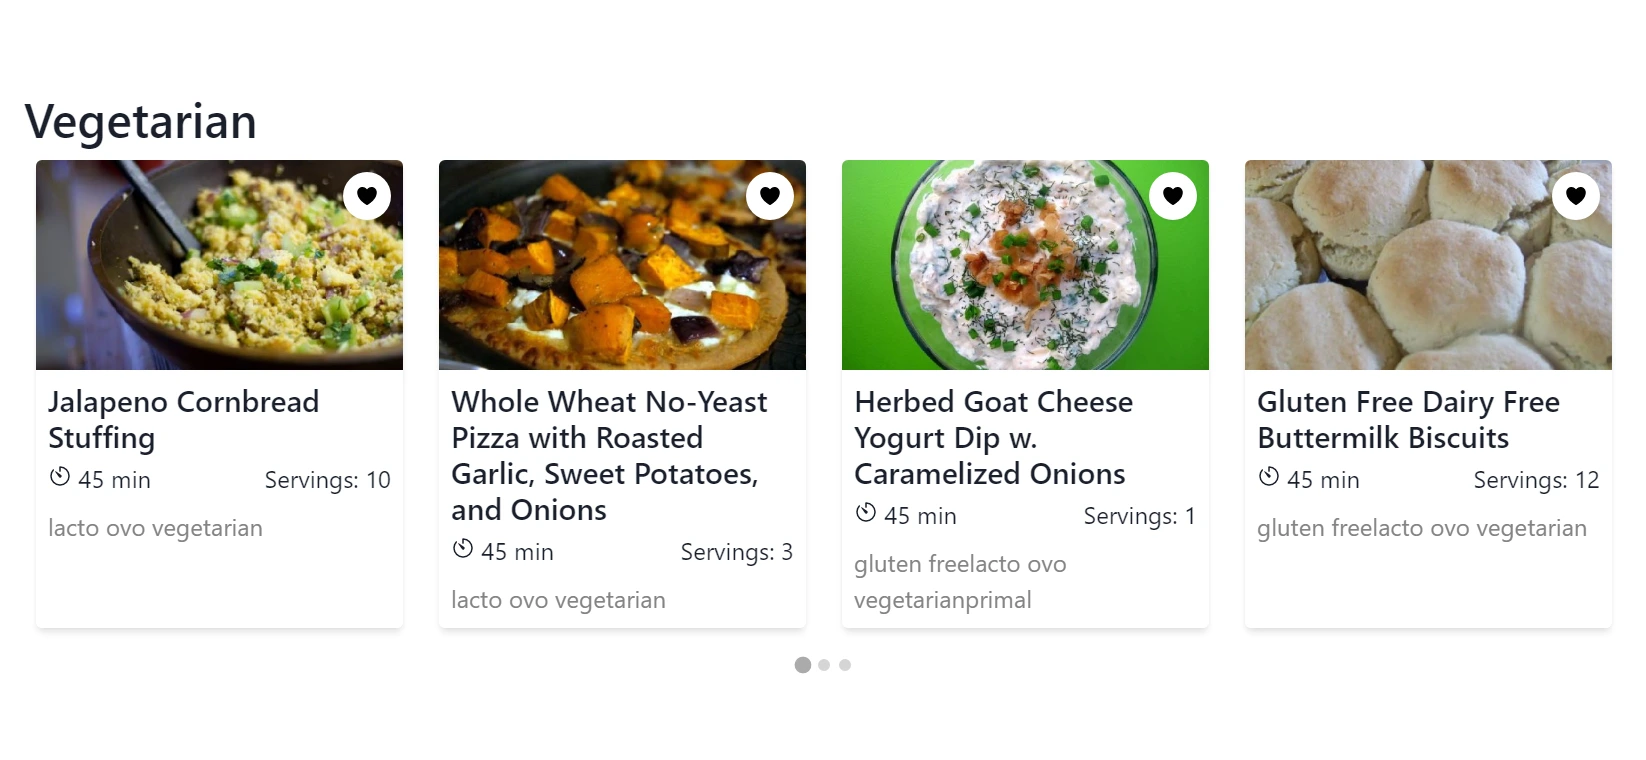 Vegetarian
Jalapeno Cornbread
Stuffing
45 min
Servings: 10
lacto ovo vegetarian
Whole Wheat No-Yeast
Pizza with Roasted
Garlic, Sweet Potatoes,
and Onions
45 min
Servings: 3
lacto ovo vegetarian
Herbed Goat Cheese
Yogurt Dip w.
Caramelized Onions
45 min
Servings: 1
gluten freelacto ovo
vegetarianprimal
Gluten Free Dairy Free
Buttermilk Biscuits
45 min
Servings: 12
gluten freelacto ovo vegetarian